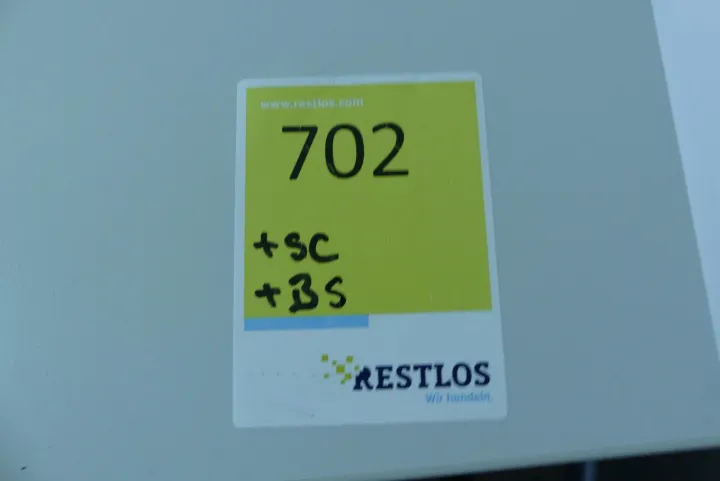 www.restlos.com
702
+SC
+BS
RESTLOS
Wir handeln.